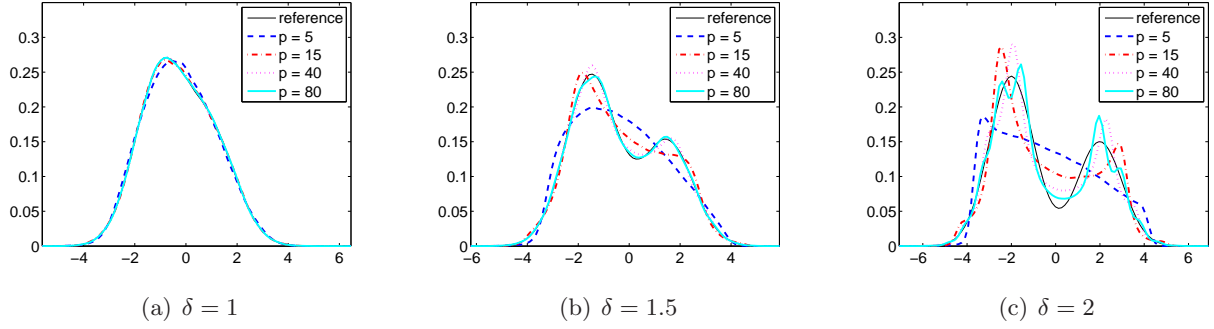 0.3
0.25
0.2
0.15
0.1
0.05
0
−4 −2 0 2 4 6
reference
p = 5
p = 15
p = 40
p = 80
(a) δ = 1
0.3
0.25
0.2
0.15
0.1
0.05
0
−6 −4 −2 0 2 4
reference
p = 5
p = 15
p = 40
p = 80
(b) δ = 1.5
0.3
0.25
0.2
0.15
0.1
0.05
0
−6 −4 −2 0 2 4 6
reference
p = 5
p = 15
p = 40
p = 80
(c) δ = 2